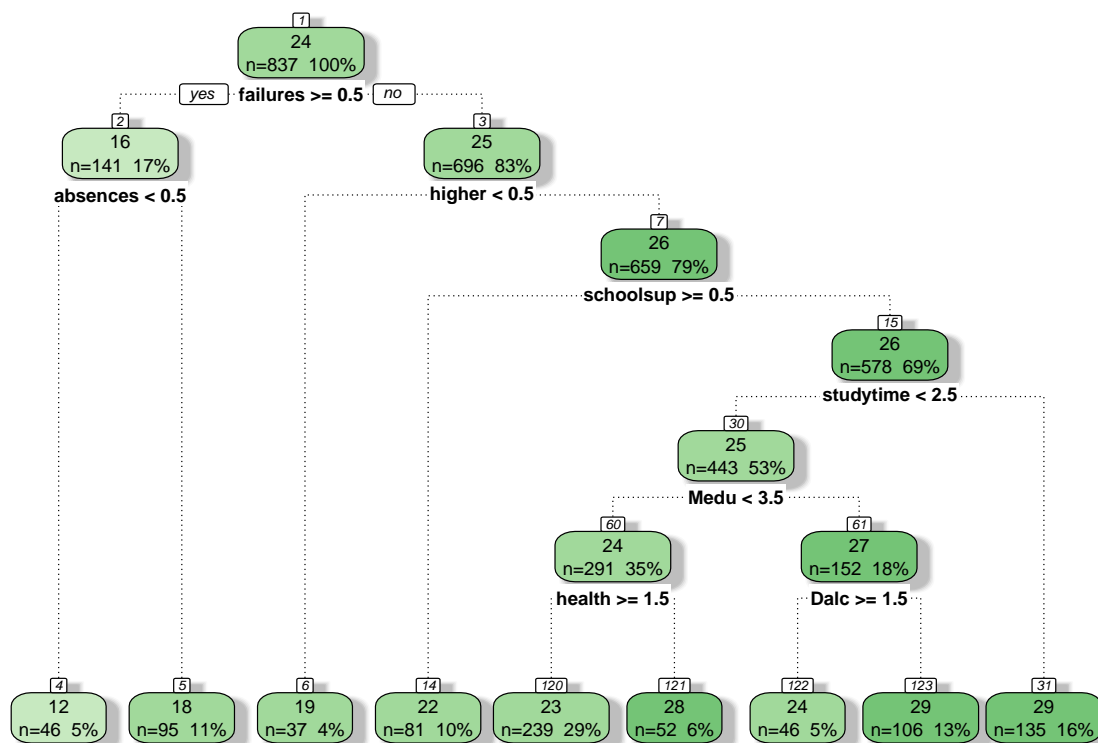 1
24
n=837 100%
yes failures >= 0.5 no
2
16
n=141 17%
absences < 0.5
3
25
n=696 83%
higher < 0.5
7
26
n=659 79%
schoolsup >= 0.5
15
26
n=578 69%
studytime < 2.5
30
25
n=443 53%
Medu < 3.5
60
24
n=291 35%
health >= 1.5
61
27
n=152 18%
Dalc >= 1.5
4
12
n=46 5%
5
18
n=95 11%
6
19
n=37 4%
14
22
n=81 10%
120
23
n=239 29%
121
28
n=52 6%
122
24
n=46 5%
123
29
n=106 13%
31
29
n=135 16%